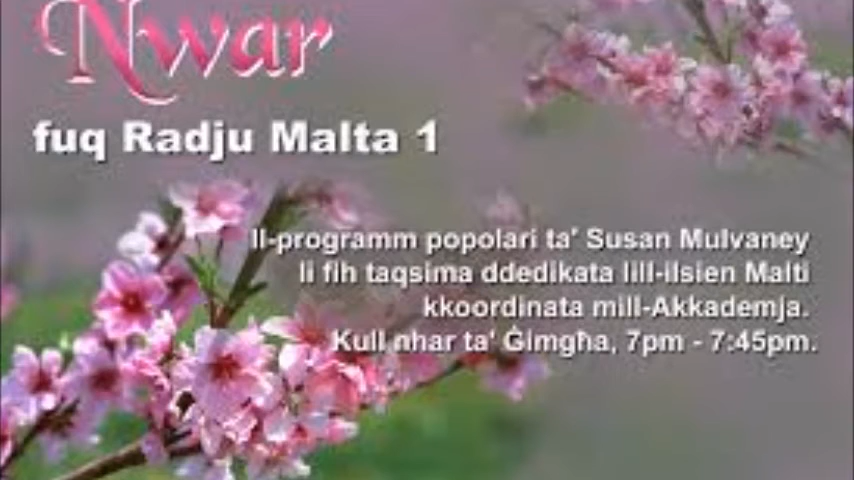 Nwar
fuq Radju Malta 1
Il-programm popolari ta' Susan Mulvaney
li fih taqsima ddedikata lill-ilsien Malti
kkoordinata mill-Akkademja.
Kull nhar ta' Ġimgħa, 7pm - 7:45pm.